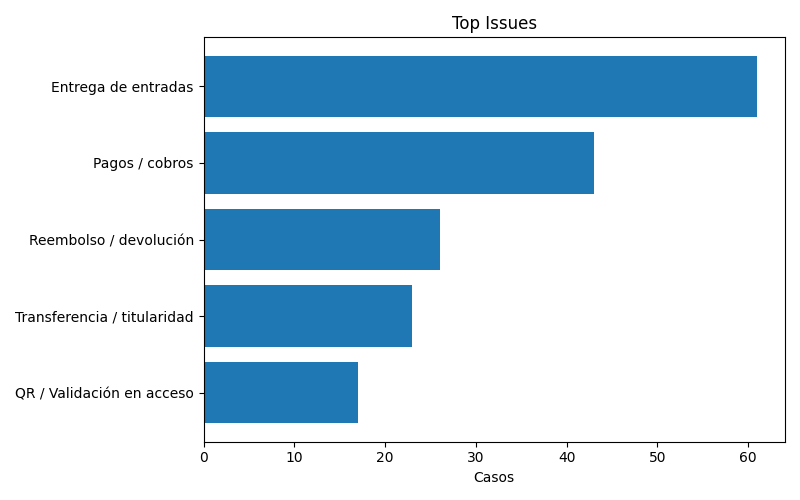 Top Issues
Entrega de entradas
Pagos / cobros
Reembolso / devolución
Transferencia / titularidad
QR / Validación en acceso
0 10 20 30 40 50 60
Casos